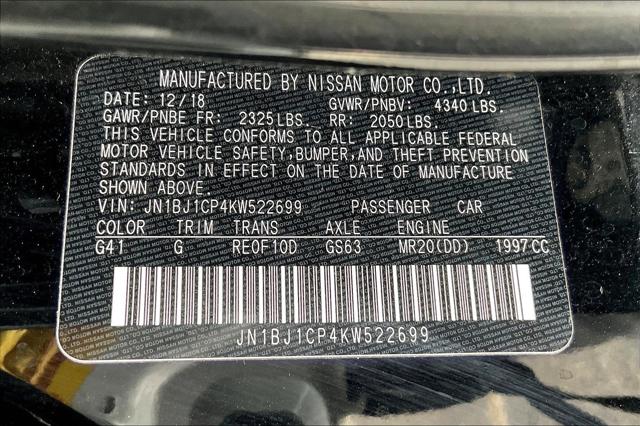 MANUFACTURED BY NISSAN MOTOR CO.,LTD.
DATE: 12/18 GVWR/PNBV: 4340 LBS.
GAWR/PNBE FR: 2325 LBS. RR: 2050 LBS.
THIS VEHICLE CONFORMS TO ALL APPLICABLE FEDERAL
MOTOR VEHICLE SAFETY,BUMPER,AND THEFT PREVENTION
STANDARDS IN EFFECT ON THE DATE OF MANUFACTURE
SHOWN ABOVE.
VIN: JN1BJ1CP4KW522699 PASSENGER CAR
COLOR TRIM TRANS AXLE ENGINE
G41 G RE0F10D GS63 MR20(DD) 1997CC
JN1BJ1CP4KW522699